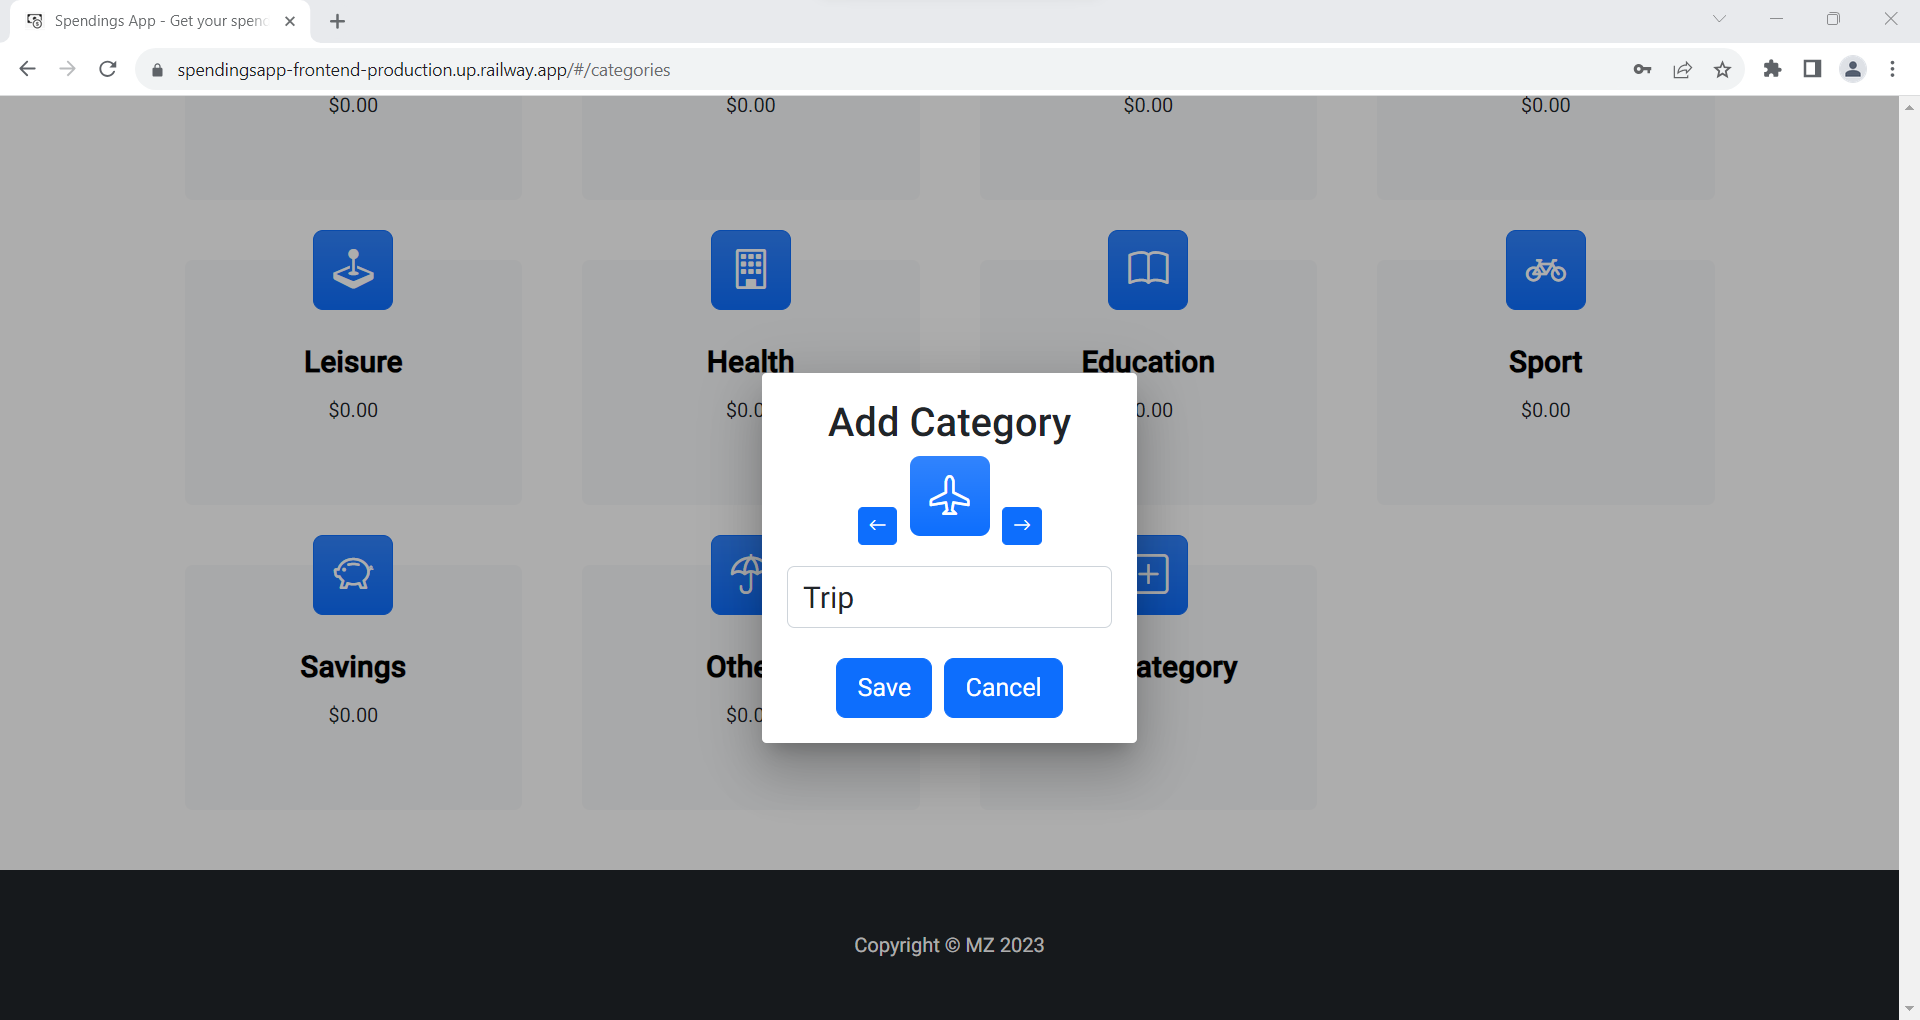 Spendings App - Get your spen
spendingsapp-frontend-production.up.railway.app/#/categories
$0.00 $0.00 $0.00 $0.00
Leisure Health Education Sport
$0.00 $0.0 0.00 $0.00
Add Category
Trip
Save Cancel
Savings Othe ategory
$0.00 $0.0
Copyright © MZ 2023